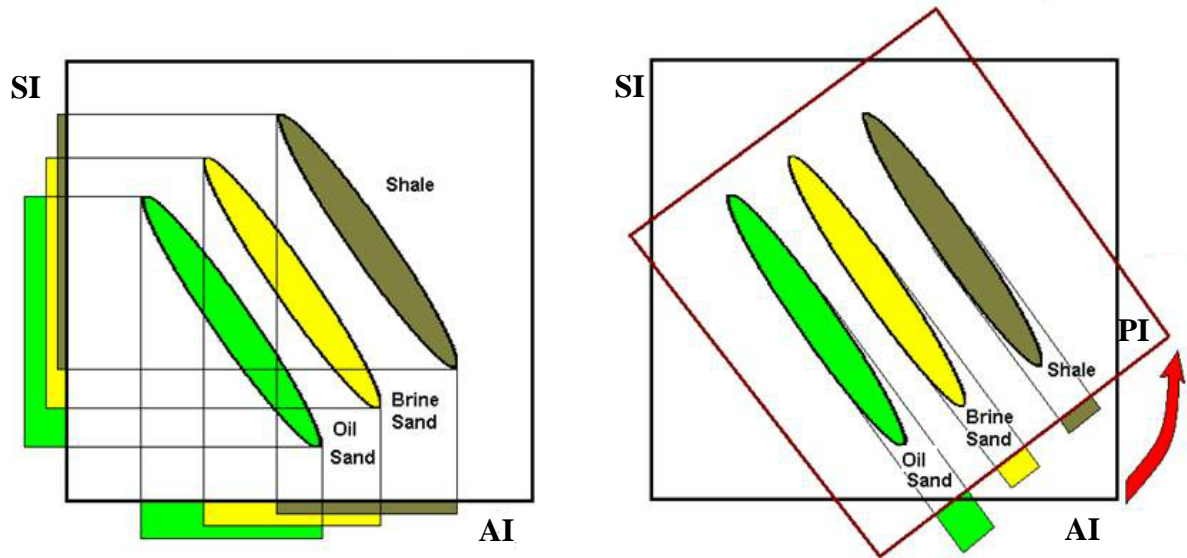 SI
Shale
Brine
Sand
Oil
Sand
AI
SI
PI
Shale
Brine
Sand
Oil
Sand
AI